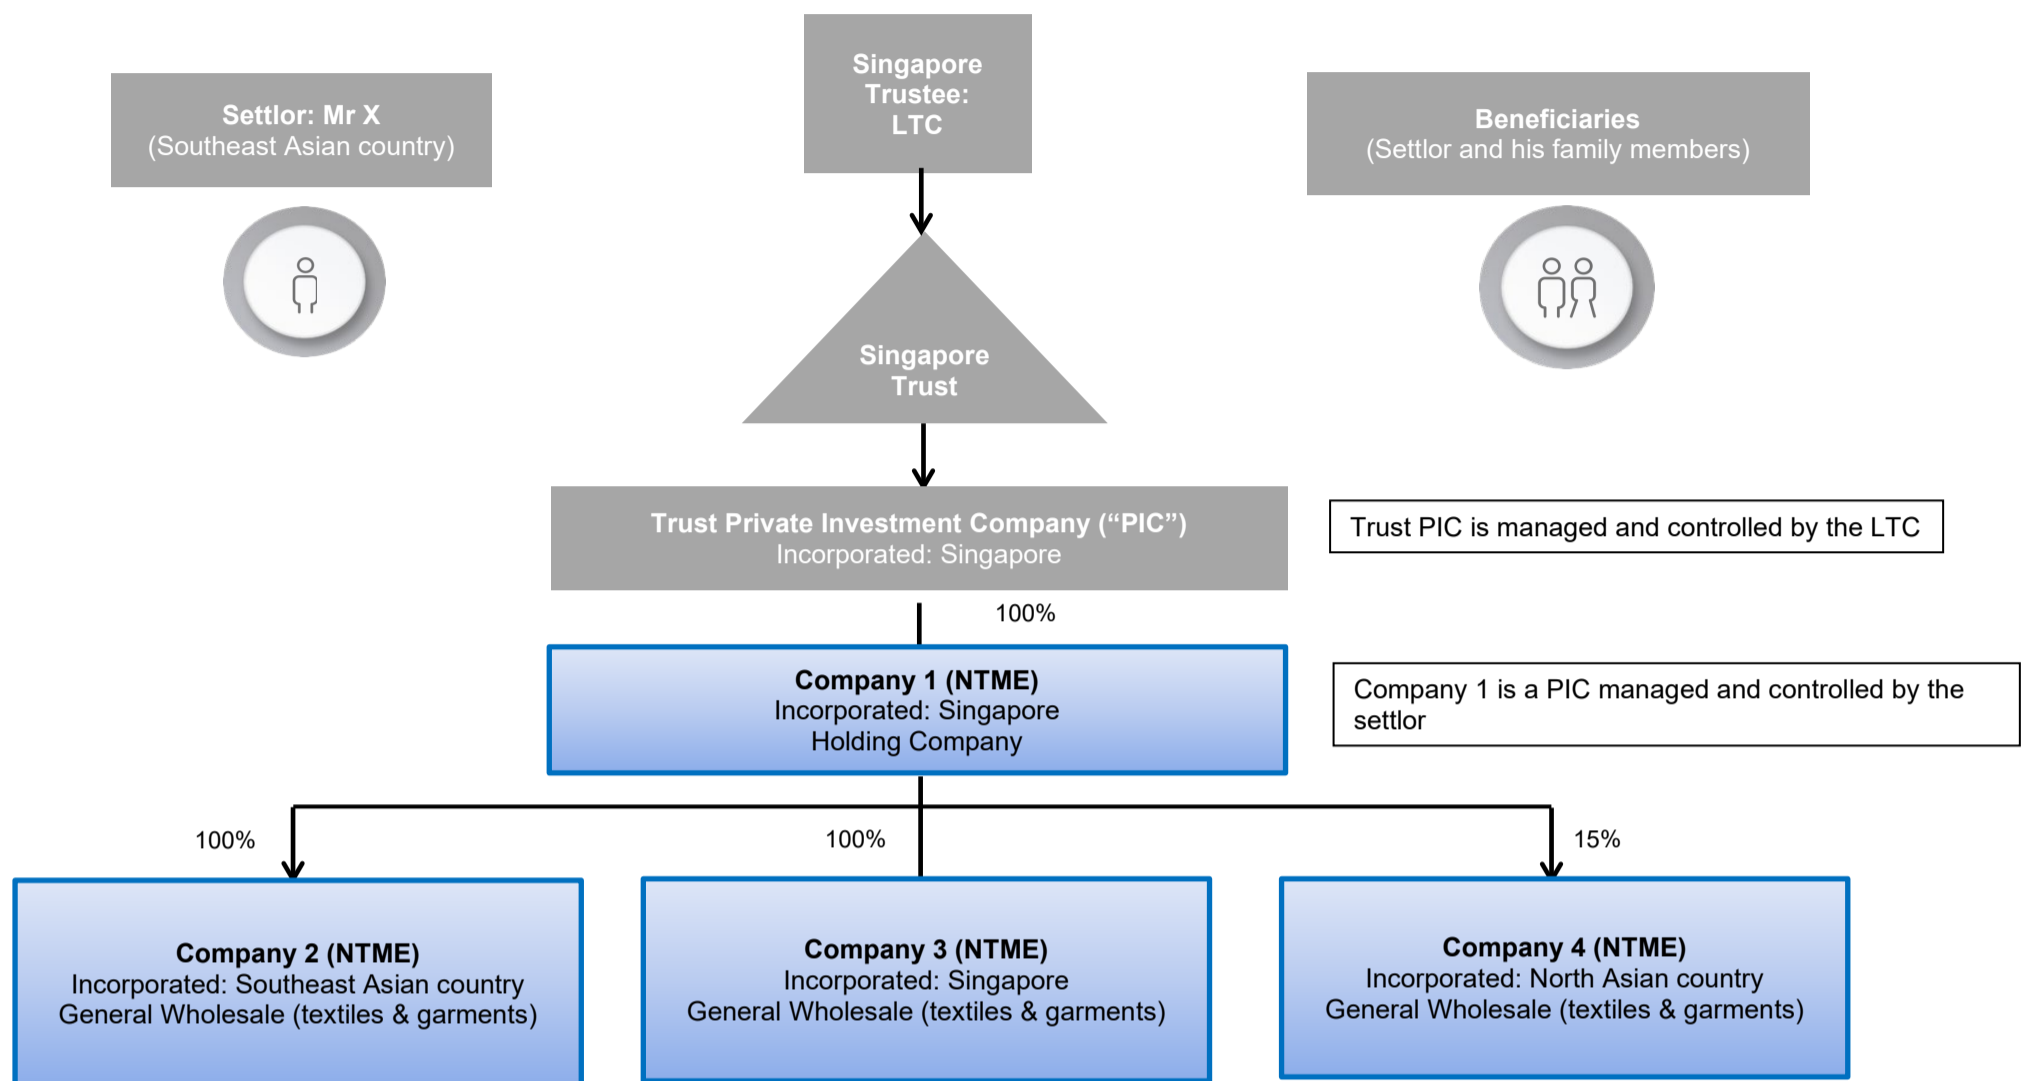 Settlor: Mr X
(Southeast Asian country)
Singapore
Trustee:
LTC
Beneficiaries
(Settlor and his family members)
Singapore
Trust
Trust Private Investment Company (“PIC”)
Incorporated: Singapore
Trust PIC is managed and controlled by the LTC
100%
Company 1 (NTME)
Incorporated: Singapore
Holding Company
Company 1 is a PIC managed and controlled by the
settlor
100%
100%
15%
Company 2 (NTME)
Incorporated: Southeast Asian country
General Wholesale (textiles & garments)
Company 3 (NTME)
Incorporated: Singapore
General Wholesale (textiles & garments)
Company 4 (NTME)
Incorporated: North Asian country
General Wholesale (textiles & garments)